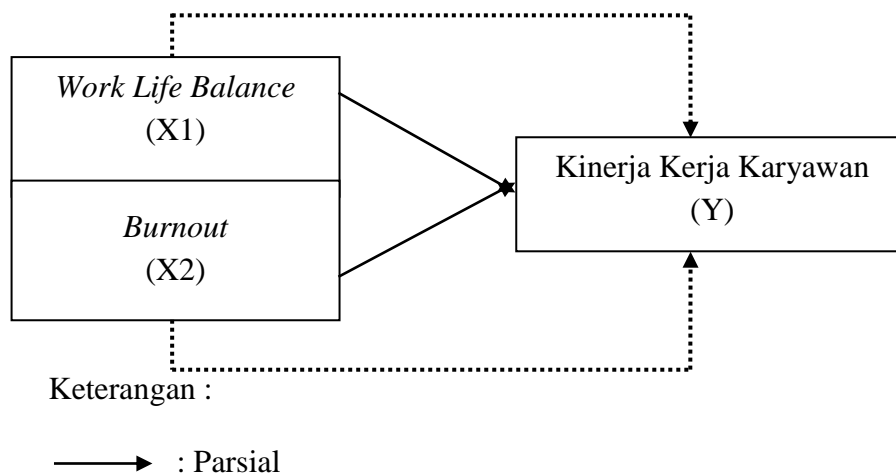 Work Life Balance
(X1)
Burnout
(X2)
Kinerja Kerja Karyawan
(Y)
Keterangan :
: Parsial